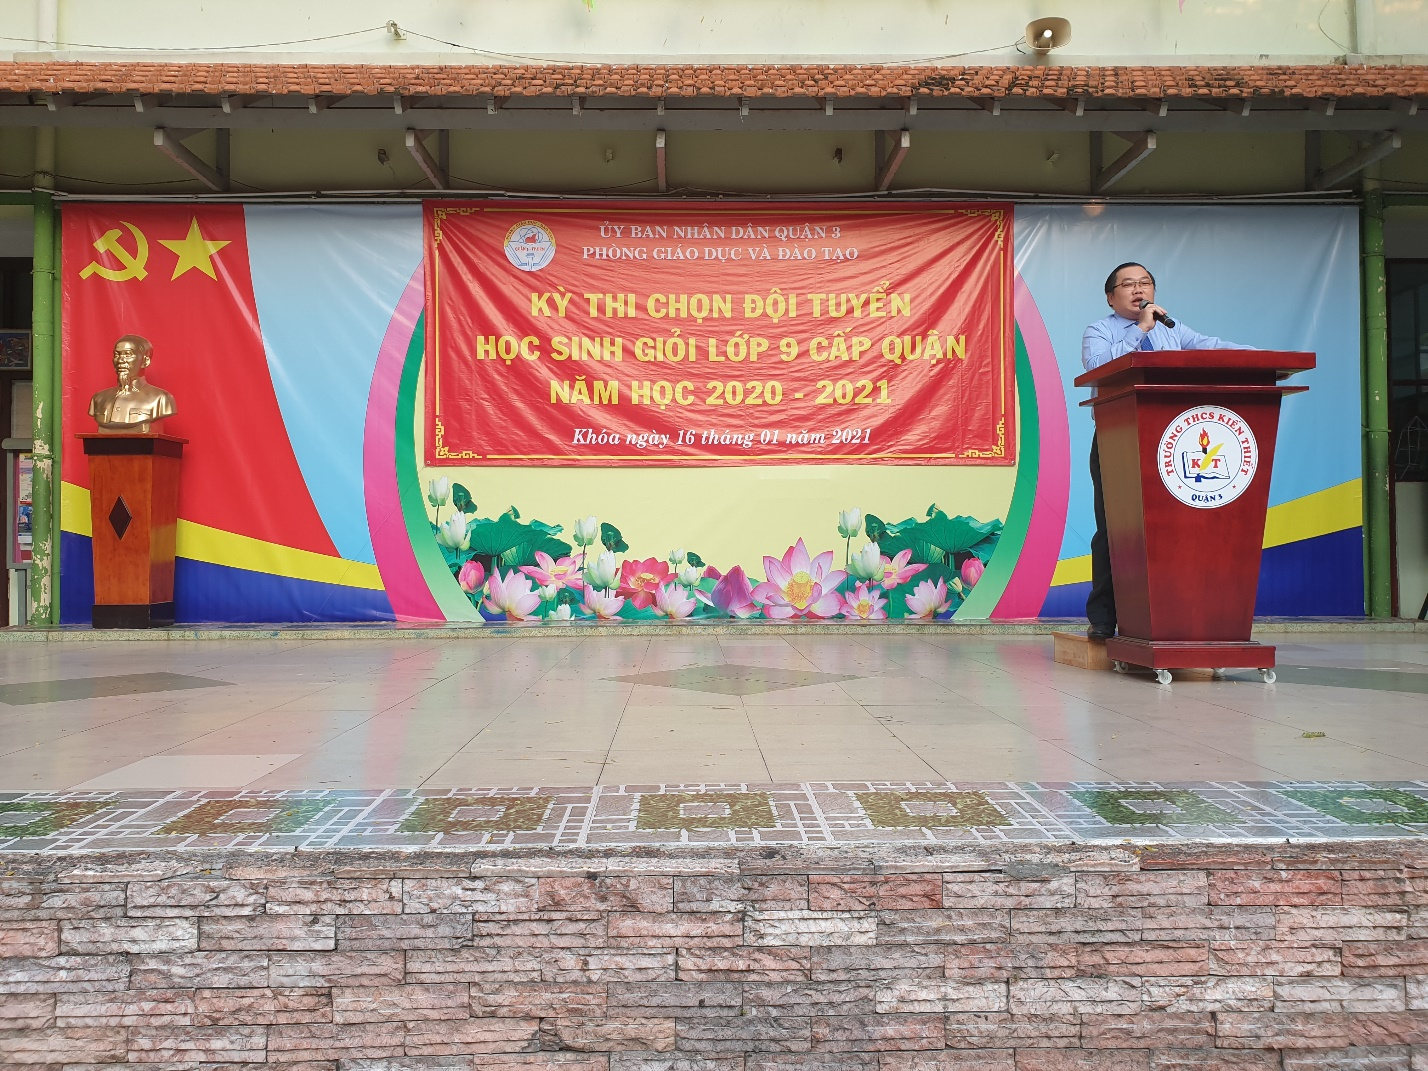 ỦY BAN NHÂN DÂN QUẬN 3
PHÒNG GIÁO DỤC VÀ ĐÀO TẠO
KỲ THI CHỌN ĐỘI TUYỂN
HỌC SINH GIỎI LỚP 9 CẤP QUẬN
NĂM HỌC 2020 - 2021
Khóa ngày 16 tháng 01 năm 2021
TRƯỜNG THCS KIẾN THIẾT
KT
QUẬN 3